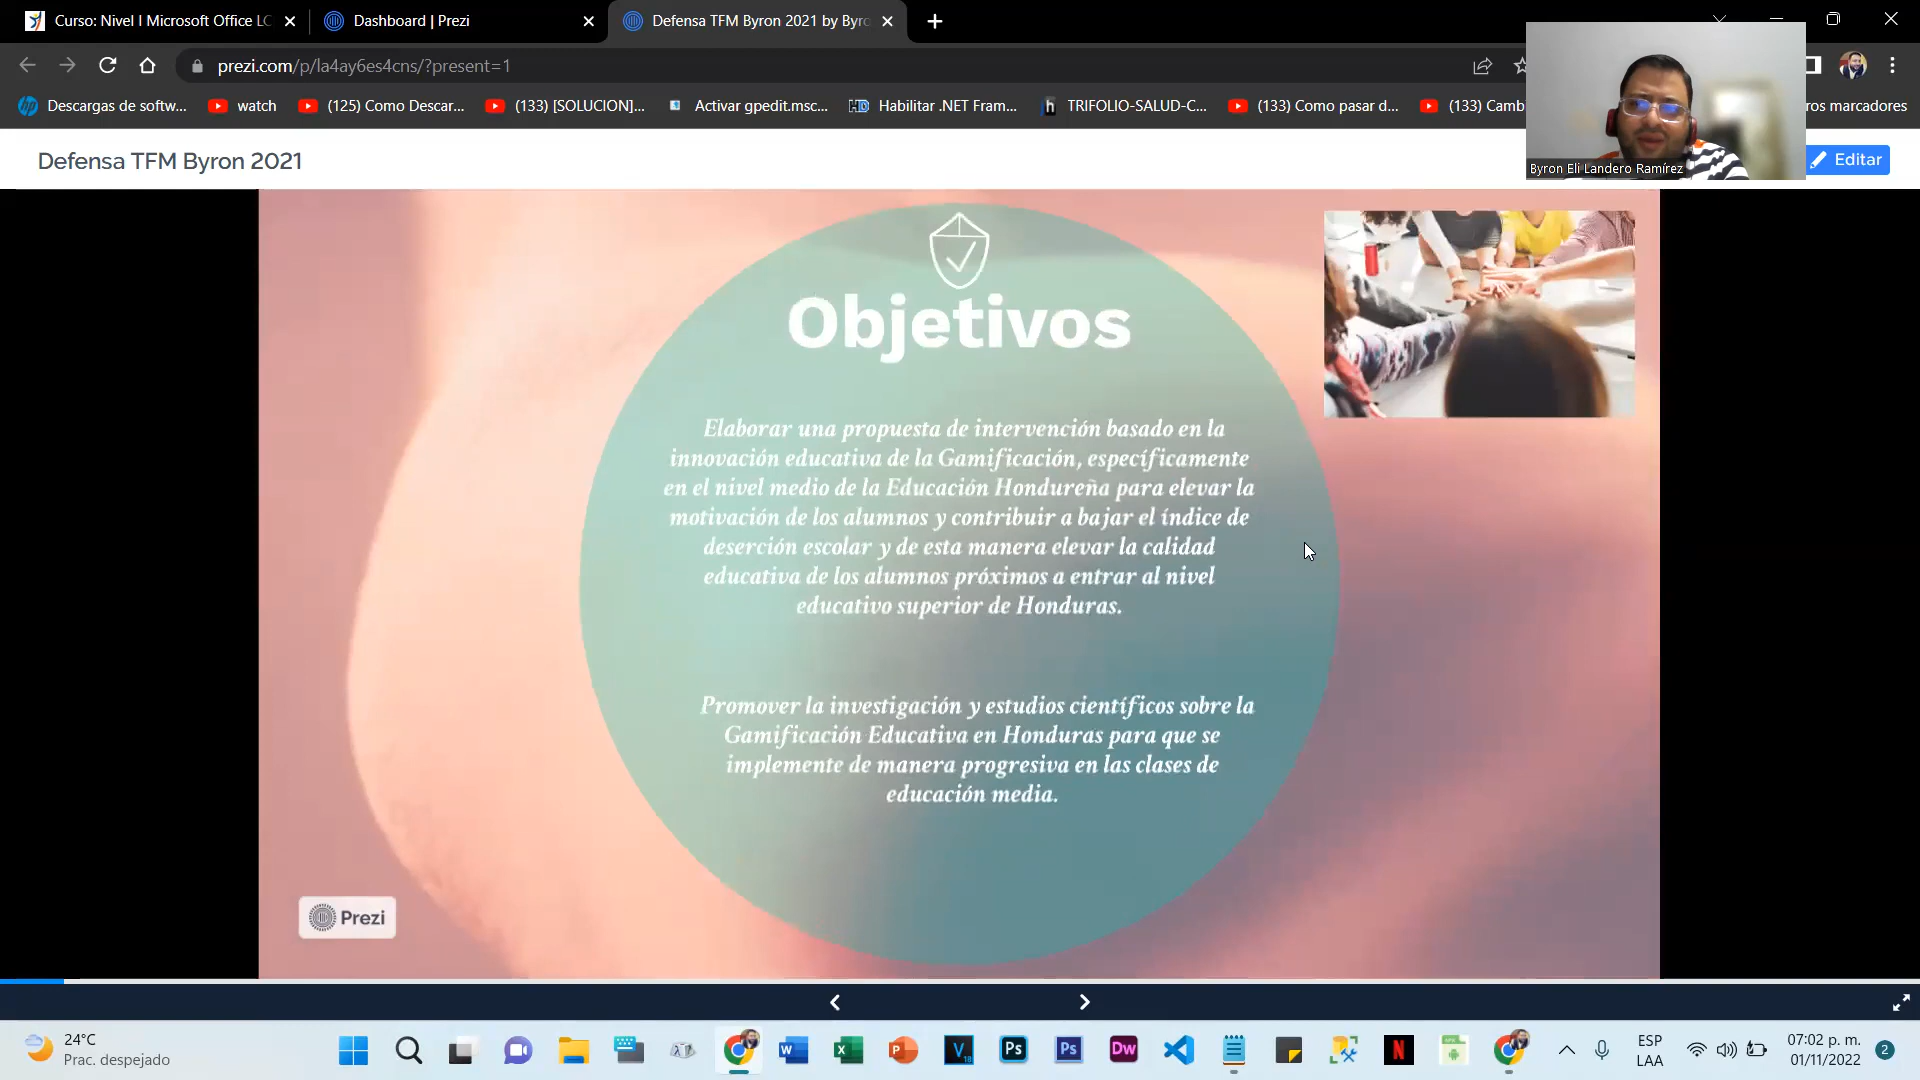 Curso: Nivel I Microsoft Office LC
Dashboard | Prezi
Defensa TFM Byron 2021 by Byro
prezi.com/p/la4ay6es4cns/?present=1
Descargas de softw...
watch
(125) Como Descar...
(133) [SOLUCION]...
Activar gpedit.msc...
Habilitar .NET Fram...
TRIFOLIO-SALUD-C...
(133) Como pasar d...
(133) Camb
ros marcadores
Defensa TFM Byron 2021
Byron Eli Landero Ramírez
Editar
Objetivos
Elaborar una propuesta de intervención basado en la
innovación educativa de la Gamificación, específicamente
en el nivel medio de la Educación Hondureña para elevar la
motivación de los alumnos y contribuir a bajar el índice de
deserción escolar y de esta manera elevar la calidad
educativa de los alumnos próximos a entrar al nivel
educativo superior de Honduras.
Promover la investigación y estudios científicos sobre la
Gamificación Educativa en Honduras para que se
implemente de manera progresiva en las clases de
educación media.
Prezi
24°C
Prac. despejado
ESP
LAA
07:02 p. m.
01/11/2022
2